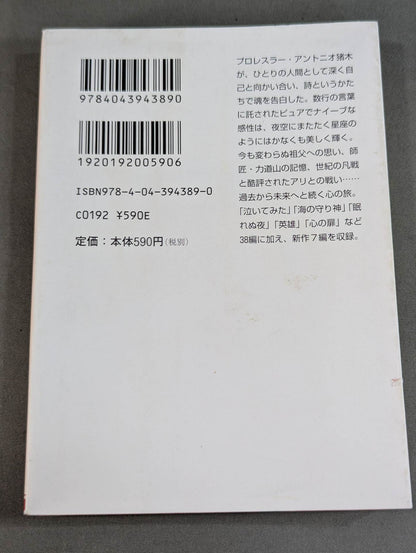 9784043943890
1920192005906
ISBN978-4-04-394389-0
C0192 ¥590E
定価：本体590円(税別)
プロレスラー・アントニオ猪木
が、ひとりの人間として深く自
己と向かい合い、詩というかた
ちで魂を告白した。数行の言葉
に託されたピュアでナイーブな
感性は、夜空にまたたく星座の
ようにはかなくも美しく輝く。
今も変わらぬ祖父への思い、師
匠・力道山の記憶、世紀の凡戦
と酷評されたアリとの戦い……
過去から未来へと続く心の旅。
「泣いてみた」「海の守り神」「眠
れぬ夜」「英雄」「心の扉」など
38編に加え、新作７編を収録。